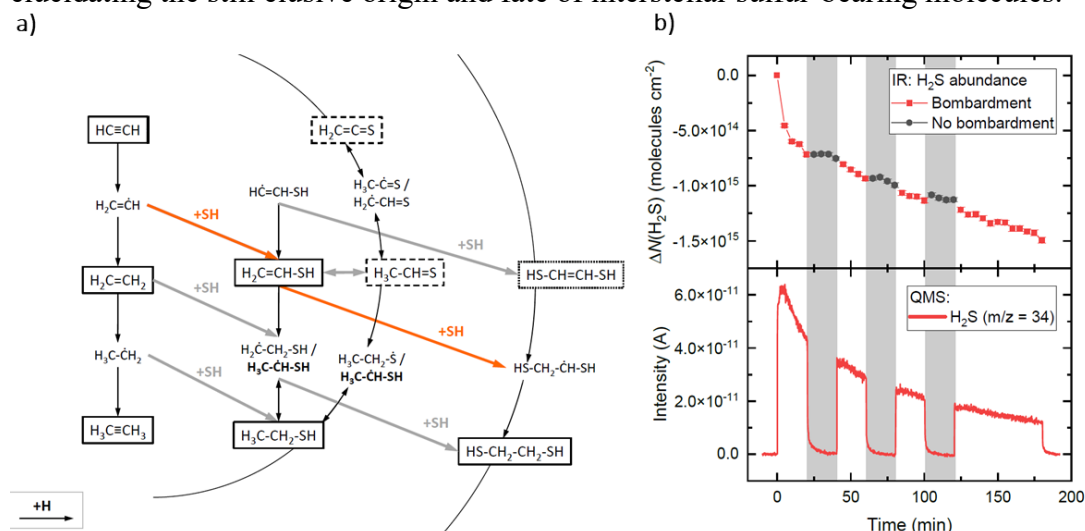 elucidating the still elusive origin and fate of interstellar sulfur-bearing molecules.
a)
HC≡CH
H₂C=ĊH
H₂C=CH₂
H₃C-ĊH₂
H₃C≡CH₃
+SH
+SH
+SH
HĊ=CH-SH
H₂C=CH-SH
H₂Ċ-CH₂-SH /
H₃C-ĊH-SH
H₃C-CH₂-SH
H₂C=C=S
H₃C-Ċ=S /
H₂Ċ-CH=S
H₃C-CH=S
H₃C-CH₂-Ṡ /
H₃C-ĊH-SH
+SH
+SH
+SH
HS-CH=CH-SH
HS-CH₂-ĊH-SH
HS-CH₂-CH₂-SH
+H
b)
IR: H₂S abundance
Bombardment
No bombardment
ΔN(H₂S) (molecules cm⁻²)
0.0
-5.0×10¹⁴
-1.0×10¹⁵
-1.5×10¹⁵
QMS:
H₂S (m/z = 34)
Intensity (A)
6.0×10⁻¹¹
4.0×10⁻¹¹
2.0×10⁻¹¹
0.0
0 50 100 150 200
Time (min)